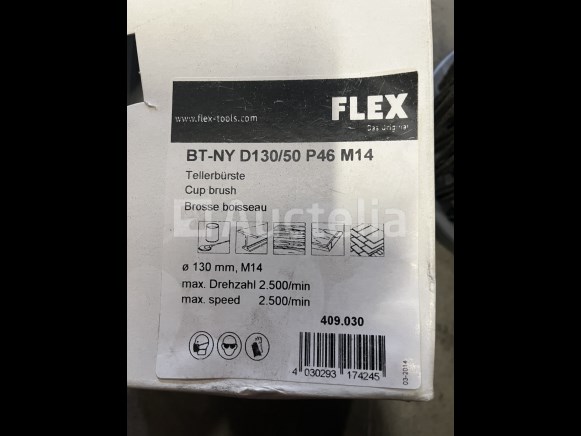 FLEX
www.flex-tools.com
Das Original
BT-NY D130/50 P46 M14
Tellerbürste
Cup brush
Brosse boisseau
Auctelia
ø 130 mm, M14
max. Drehzahl 2.500/min
max. speed 2.500/min
409.030
4 030293 174245
03-2014